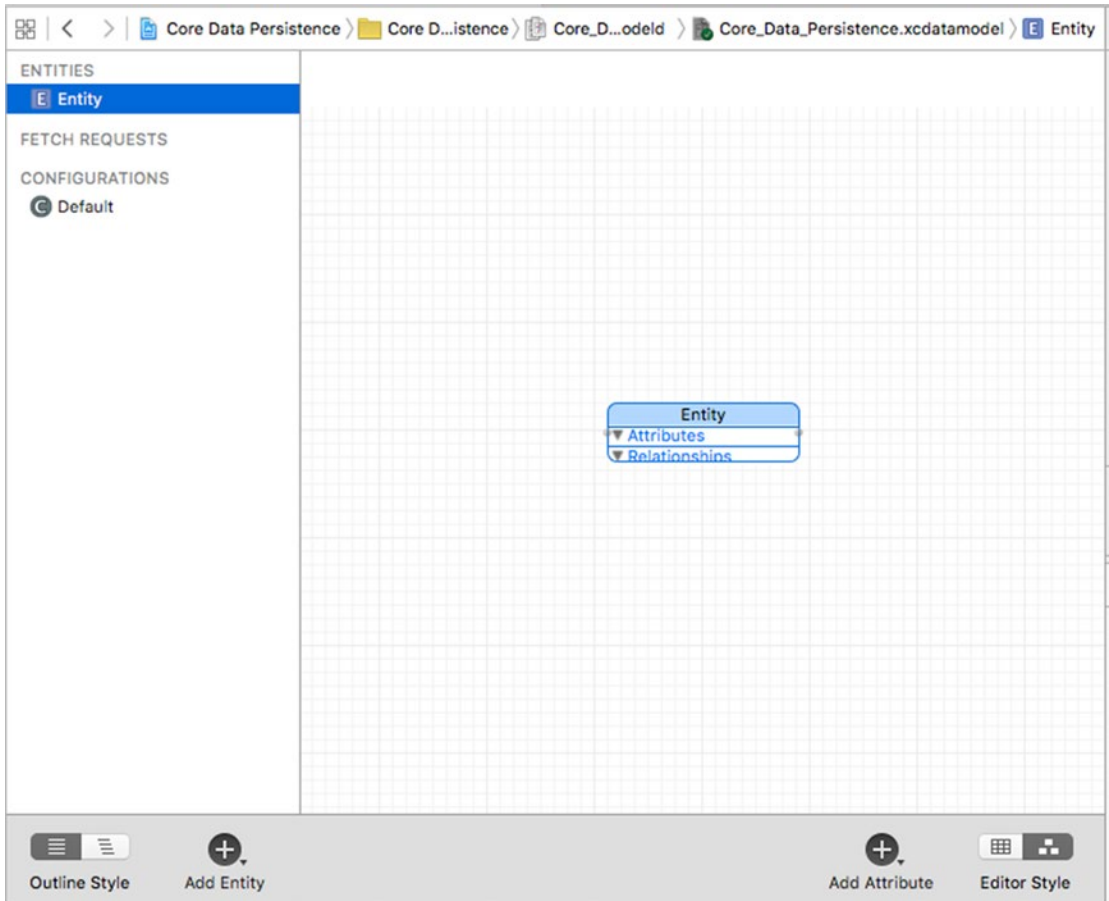 Core Data Persistence Core D...istence Core_D...odeld Core_Data_Persistence.xcdatamodel E Entity
ENTITIES
E Entity
FETCH REQUESTS
CONFIGURATIONS
C Default
Entity
Attributes
Relationships
Outline Style Add Entity Add Attribute Editor Style